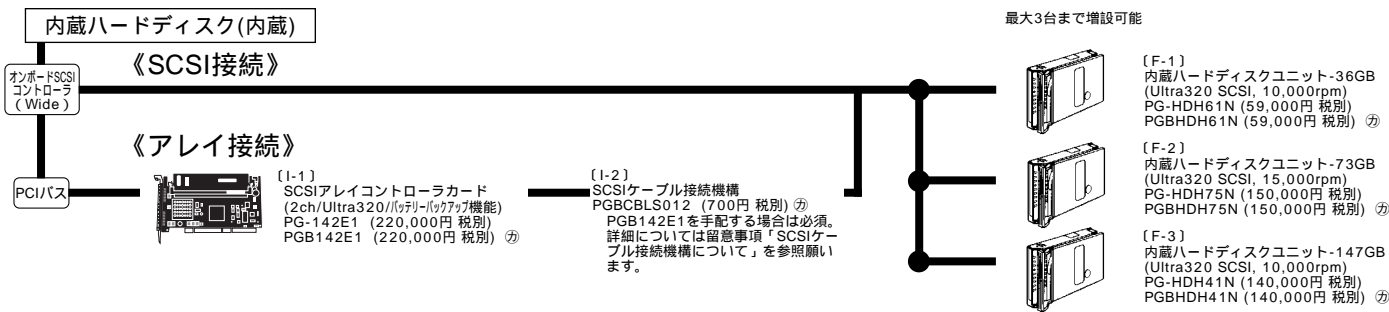 内蔵ハードディスク(内蔵)
最大3台まで増設可能
《SCSI接続》
オンボードSCSI
コントローラ
(Wide)
《アレイ接続》
PCIバス
〔I-1〕
SCSIアレイコントローラカード
(2ch/Ultra320/バッテリーバックアップ機能)
PG-142E1 (220,000円 税別)
PGB142E1 (220,000円 税別) ㋕
〔I-2〕
SCSIケーブル接続機構
PGBCBLS012 (700円 税別) ㋕
PGB142E1を手配する場合は必須。
詳細については留意事項「SCSIケー
ブル接続機構について」を参照願い
ます。
〔F-1〕
内蔵ハードディスクユニット-36GB
(Ultra320 SCSI, 10,000rpm)
PG-HDH61N (59,000円 税別)
PGBHDH61N (59,000円 税別) ㋕
〔F-2〕
内蔵ハードディスクユニット-73GB
(Ultra320 SCSI, 15,000rpm)
PG-HDH75N (150,000円 税別)
PGBHDH75N (150,000円 税別) ㋕
〔F-3〕
内蔵ハードディスクユニット-147GB
(Ultra320 SCSI, 10,000rpm)
PG-HDH41N (140,000円 税別)
PGBHDH41N (140,000円 税別) ㋕